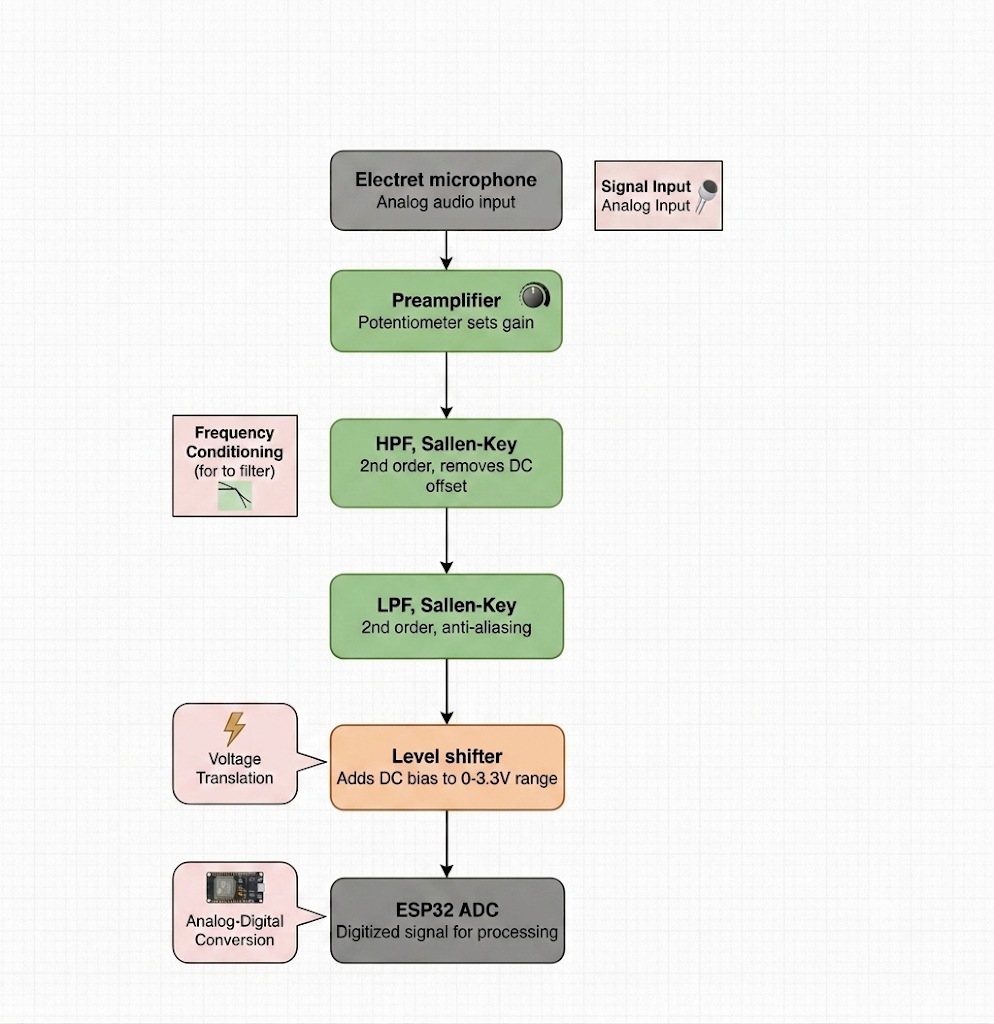 Electret microphone
Analog audio input
Signal Input
Analog Input
Preamplifier
Potentiometer sets gain
Frequency
Conditioning
(for to filter)
HPF, Sallen-Key
2nd order, removes DC
offset
LPF, Sallen-Key
2nd order, anti-aliasing
Voltage
Translation
Level shifter
Adds DC bias to 0-3.3V range
Analog-Digital
Conversion
ESP32 ADC
Digitized signal for processing